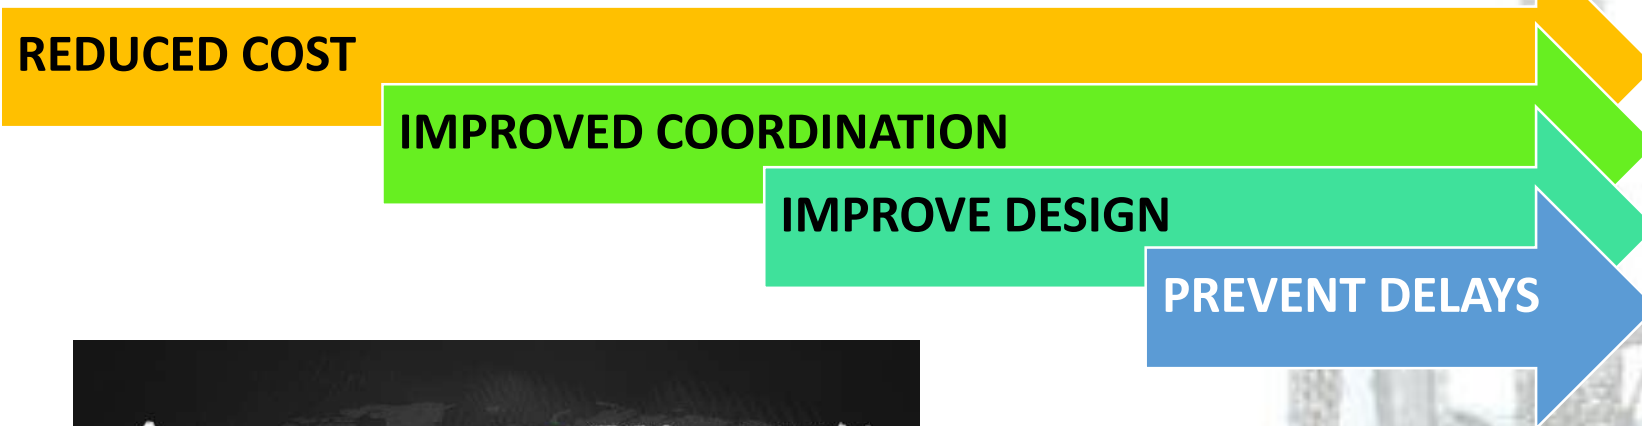 REDUCED COST
IMPROVED COORDINATION
IMPROVE DESIGN
PREVENT DELAYS